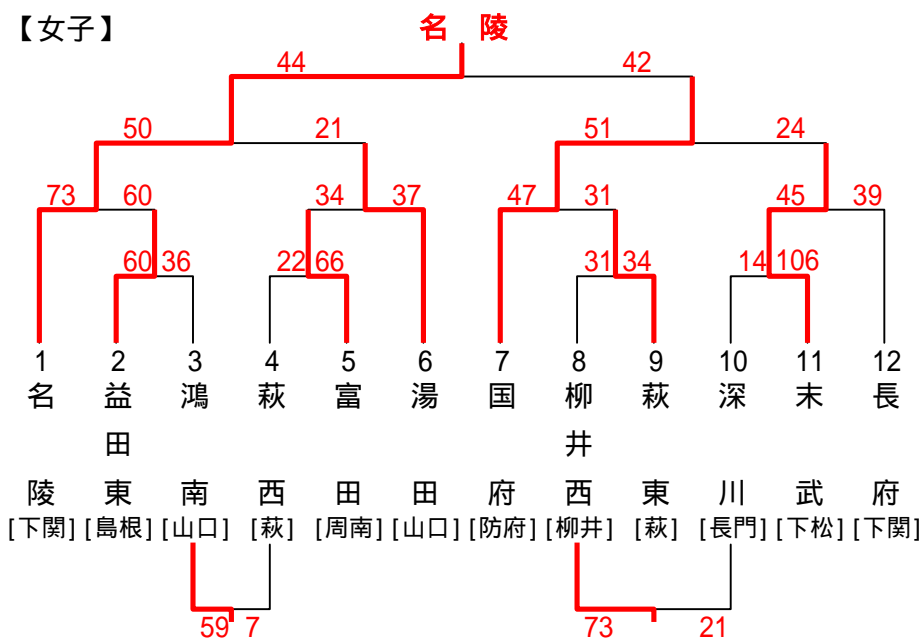 【女子】
名 陵
44 42
50 21 51 24
73 60 34 37 47 31 45 39
60 36 22 66 31 34 14 106
1 2 3 4 5 6 7 8 9 10 11 12
名陵
[下関]
益田東
[島根]
鴻南
[山口]
萩西
[萩]
富田
[周南]
湯田
[山口]
国府
[防府]
柳井西
[柳井]
萩東
[萩]
深川
[長門]
末武
[下松]
長府
[下関]
59 7 73 21